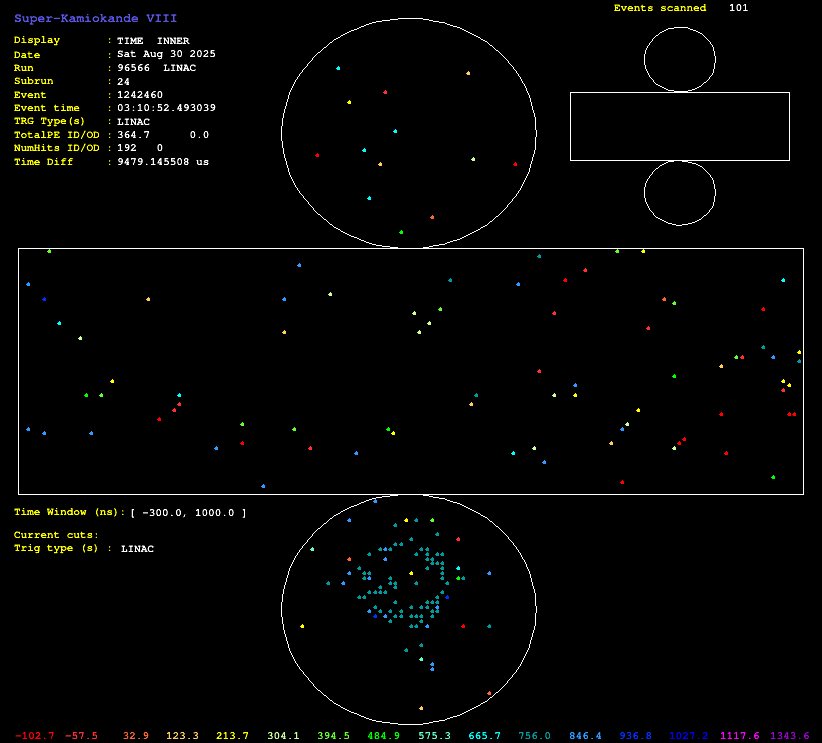 Events scanned 101
Super-Kamiokande VIII
Display : TIME INNER
Date : Sat Aug 30 2025
Run : 96566 LINAC
Subrun : 24
Event : 1242460
Event time : 03:10:52.493039
TRG Type(s) : LINAC
TotalPE ID/OD : 364.7 0.0
NumHits ID/OD : 192 0
Time Diff : 9479.145508 us
Time Window (ns): [ -300.0, 1000.0 ]
Current cuts:
Trig type (s) : LINAC
-102.7 -57.5 32.9 123.3 213.7 304.1 394.5 484.9 575.3 665.7 756.0 846.4 936.8 1027.2 1117.6 1343.6